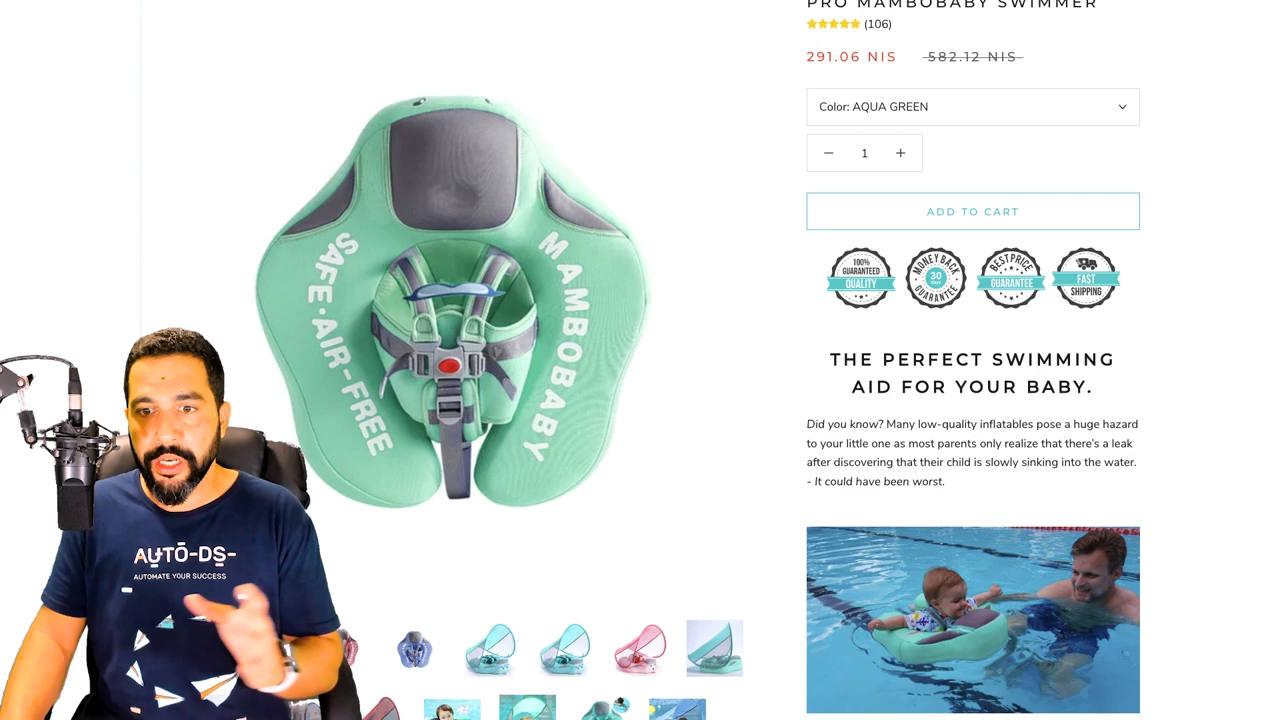 PRO MAMBOBABY SWIMMER
(106)
291.06 NIS 582.12 NIS
Color: AQUA GREEN
1
ADD TO CART
100%
GUARANTEED
QUALITY
MONEY BACK
30
days
GUARANTEE
BEST PRICE
GUARANTEE
FAST
SHIPPING
THE PERFECT SWIMMING
AID FOR YOUR BABY.
Did you know? Many low-quality inflatables pose a huge hazard
to your little one as most parents only realize that there's a leak
after discovering that their child is slowly sinking into the water.
- It could have been worst.
SAFE·AIR-FREE
MAMBOBABY
AUTO-DS-
AUTOMATE YOUR SUCCESS